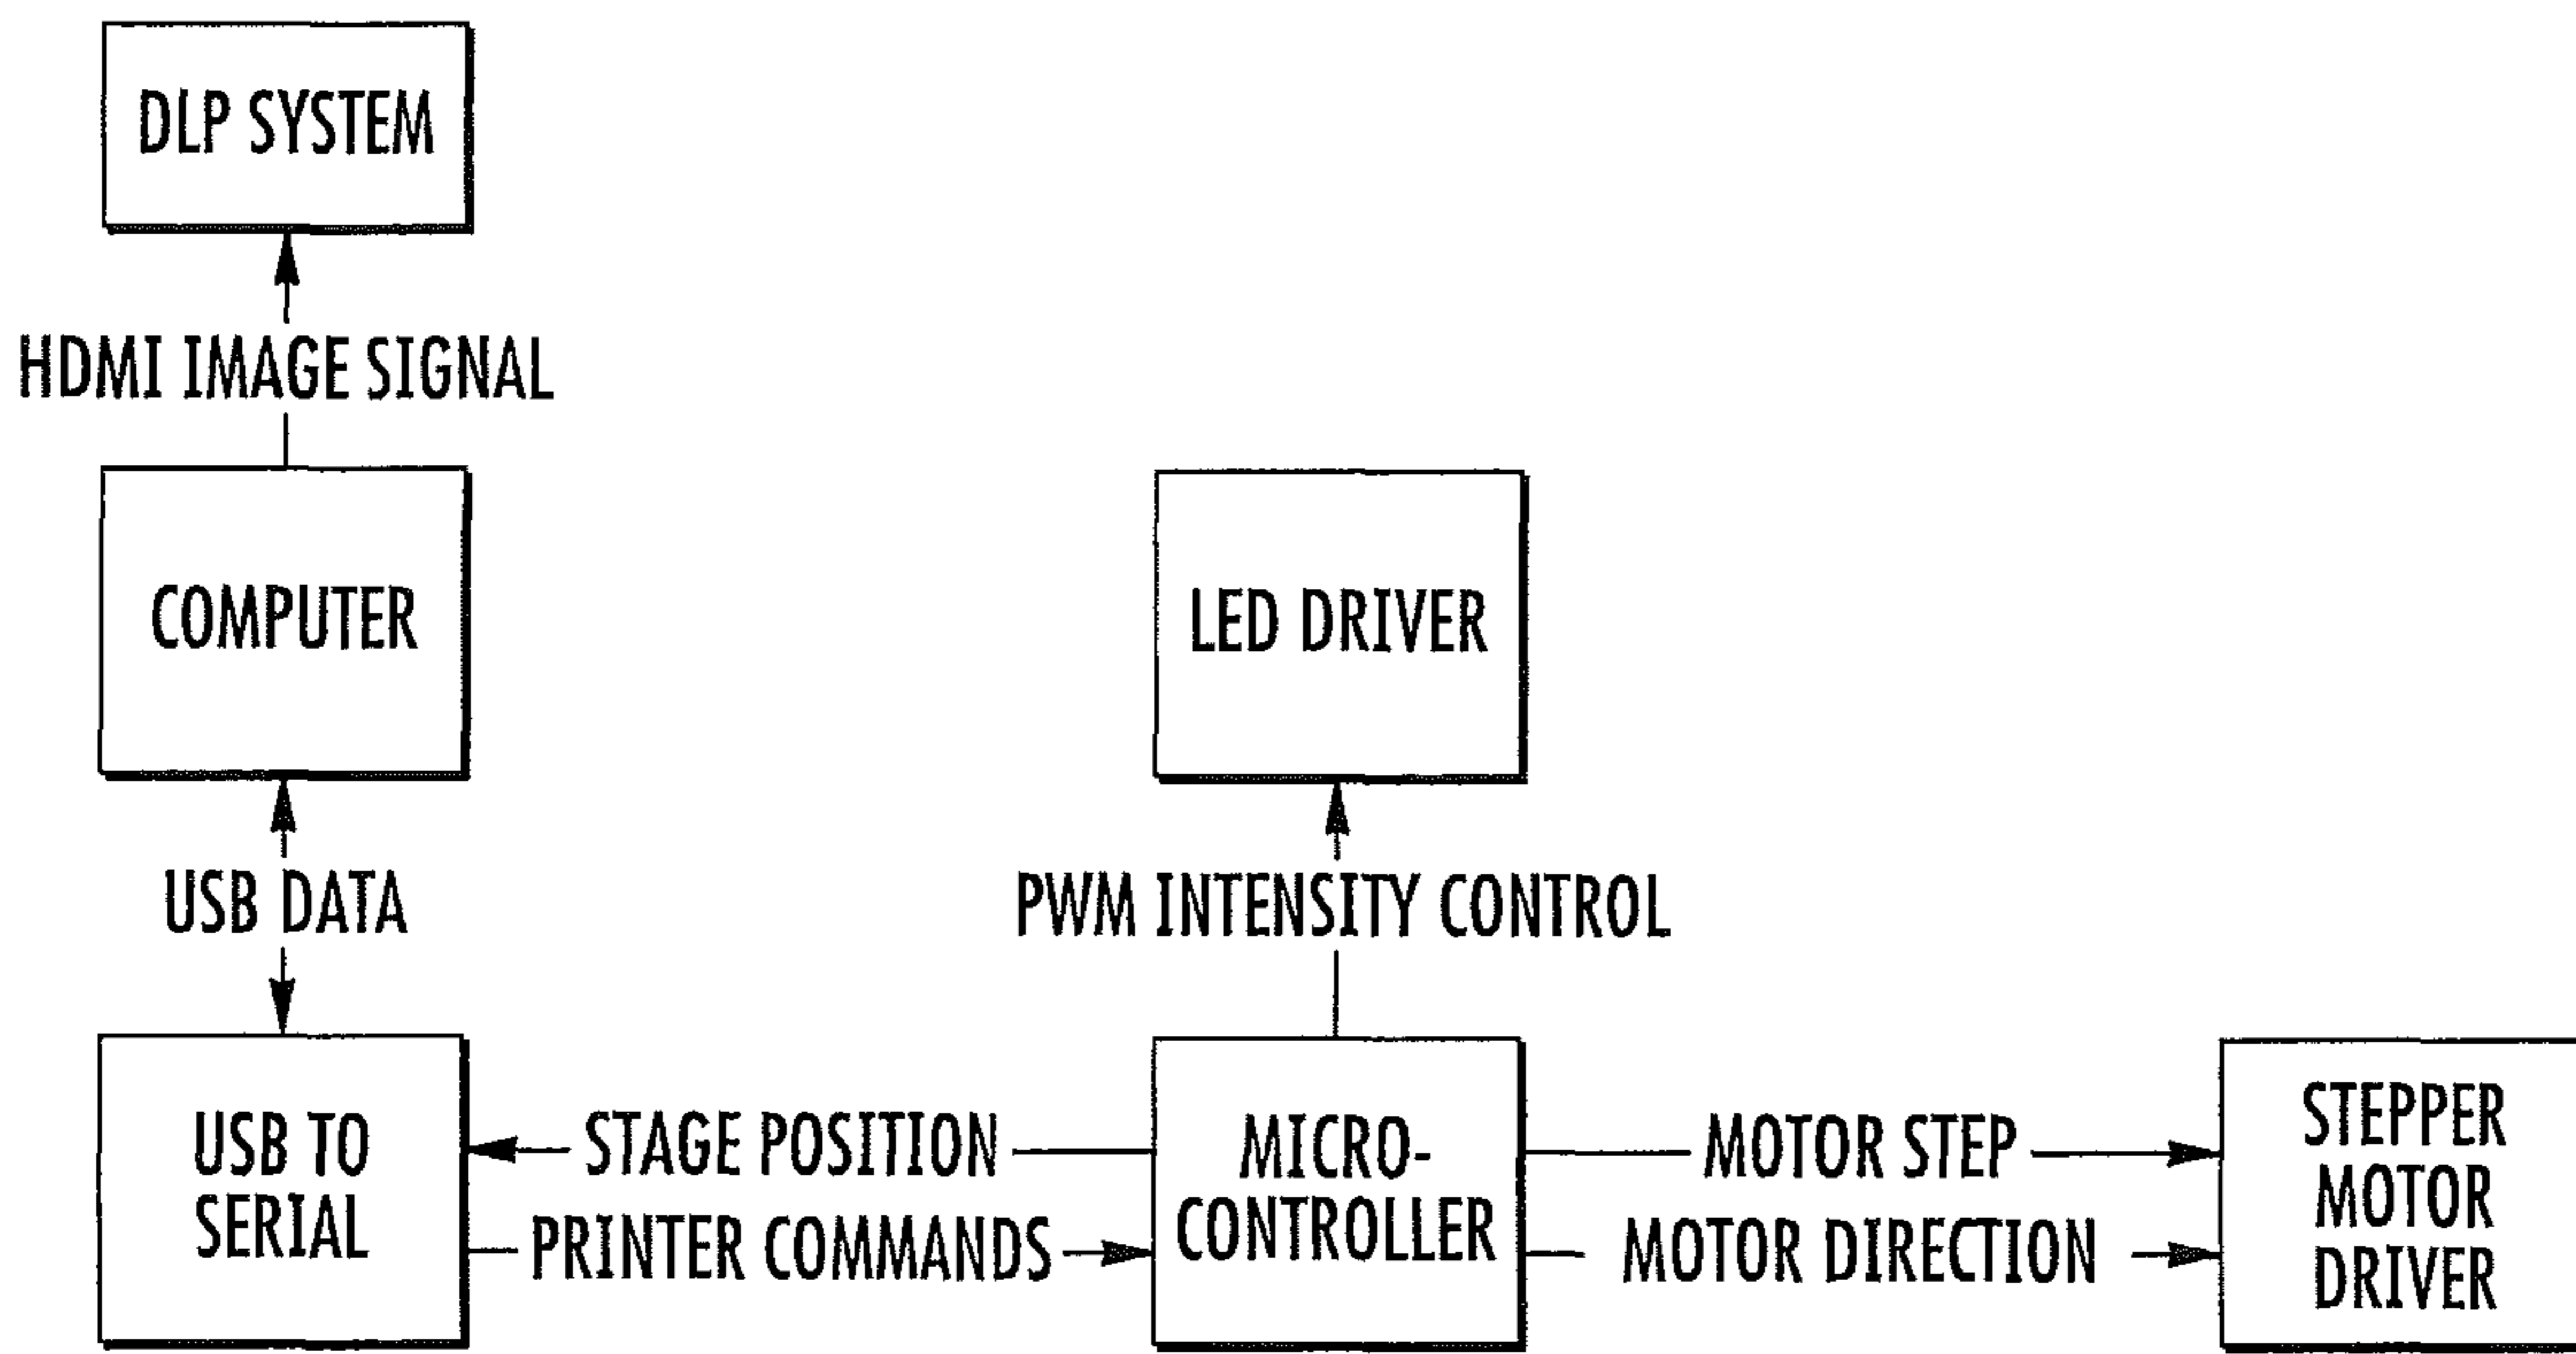 DLP SYSTEM
HDMI IMAGE SIGNAL
COMPUTER
LED DRIVER
USB DATA
PWM INTENSITY CONTROL
USB TO
SERIAL
STAGE POSITION
PRINTER COMMANDS
MICRO-
CONTROLLER
MOTOR STEP
MOTOR DIRECTION
STEPPER
MOTOR
DRIVER